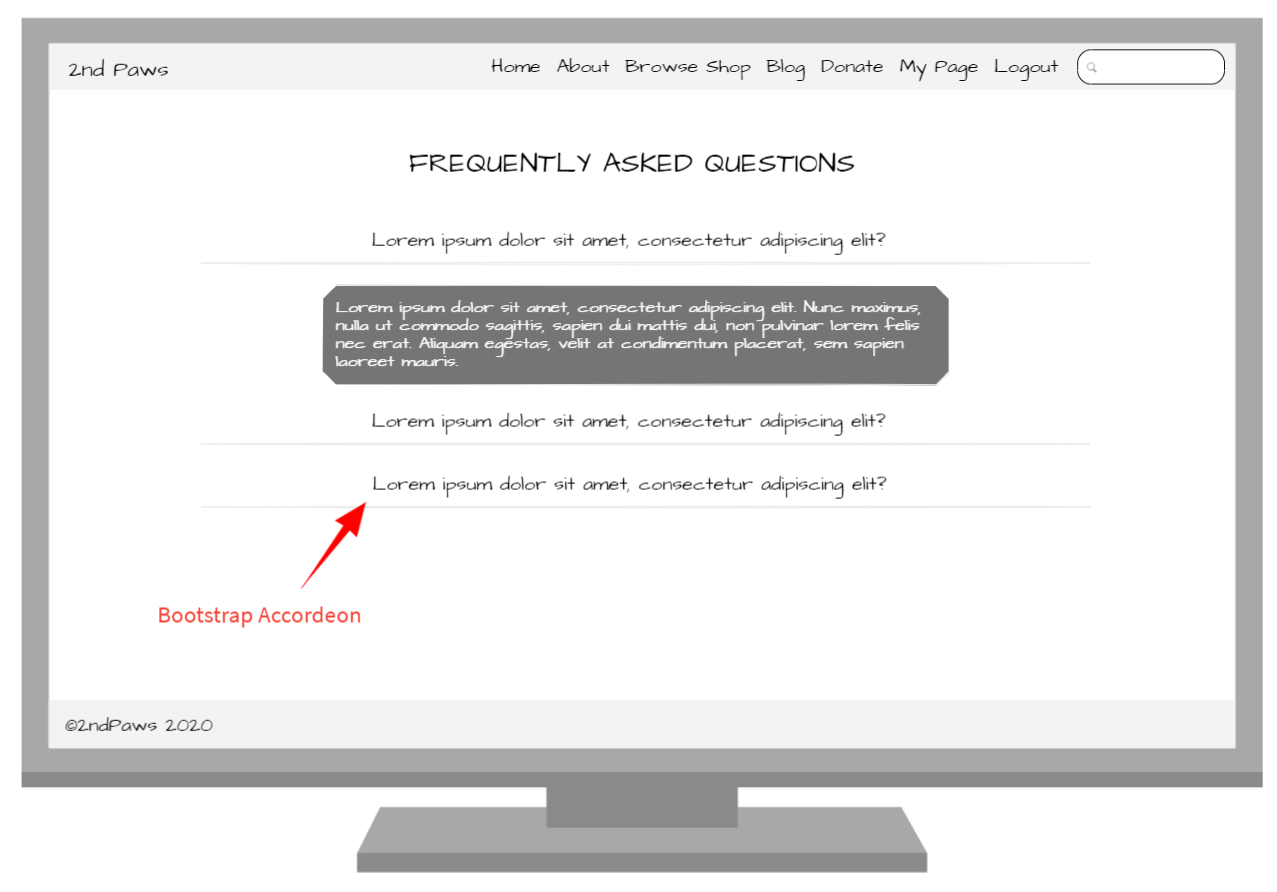 2nd Paws
Home About Browse Shop Blog Donate My Page Logout
FREQUENTLY ASKED QUESTIONS
Lorem ipsum dolor sit amet, consectetur adipiscing elit?
Lorem ipsum dolor sit amet, consectetur adipiscing elit. Nunc maximus,
nulla ut commodo sagittis, sapien dui mattis dui, non pulvinar lorem felis
nec erat. Aliquam egestas, velit at condimentum placerat, sem sapien
laoreet mauris.
Lorem ipsum dolor sit amet, consectetur adipiscing elit?
Lorem ipsum dolor sit amet, consectetur adipiscing elit?
Bootstrap Accordeon
©2ndPaws 2020